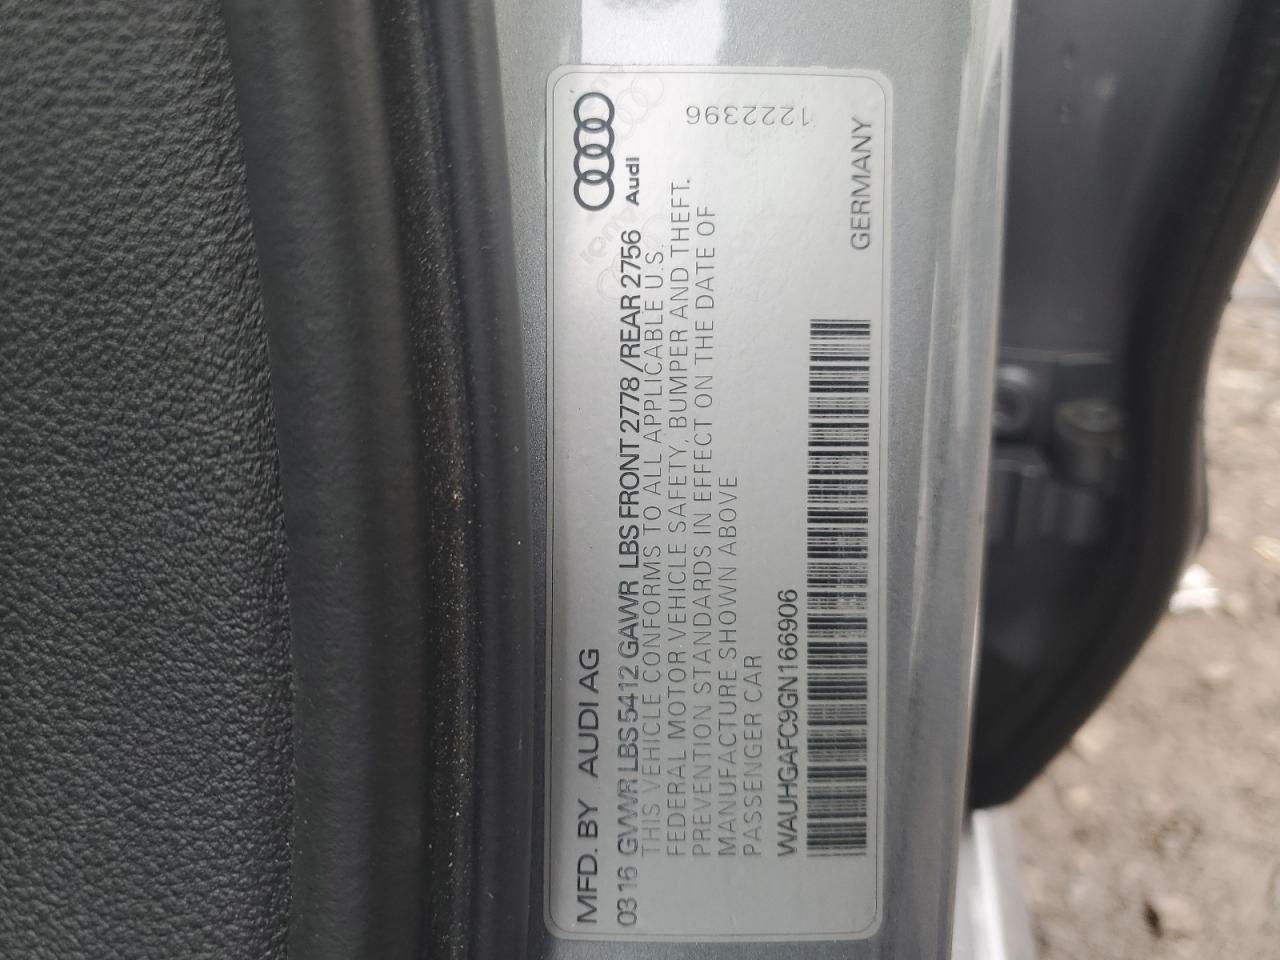 MFD. BY AUDI AG
Audi
03 16 GVWR LBS 5412 GAWR LBS FRONT 2778 /REAR 2756
THIS VEHICLE CONFORMS TO ALL APPLICABLE U.S.
FEDERAL MOTOR VEHICLE SAFETY, BUMPER AND THEFT.
PREVENTION STANDARDS IN EFFECT ON THE DATE OF
MANUFACTURE SHOWN ABOVE
PASSENGER CAR
1222396
WAUHGAFC9GN166906
GERMANY